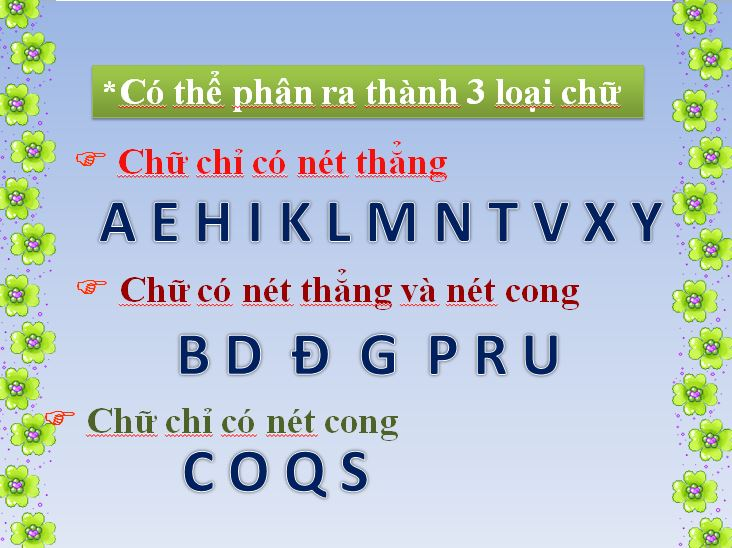 *Có thể phân ra thành 3 loại chữ
Chữ chỉ có nét thẳng
A E H I K L M N T V X Y
Chữ có nét thẳng và nét cong
B D Đ G P R U
Chữ chỉ có nét cong
C O Q S